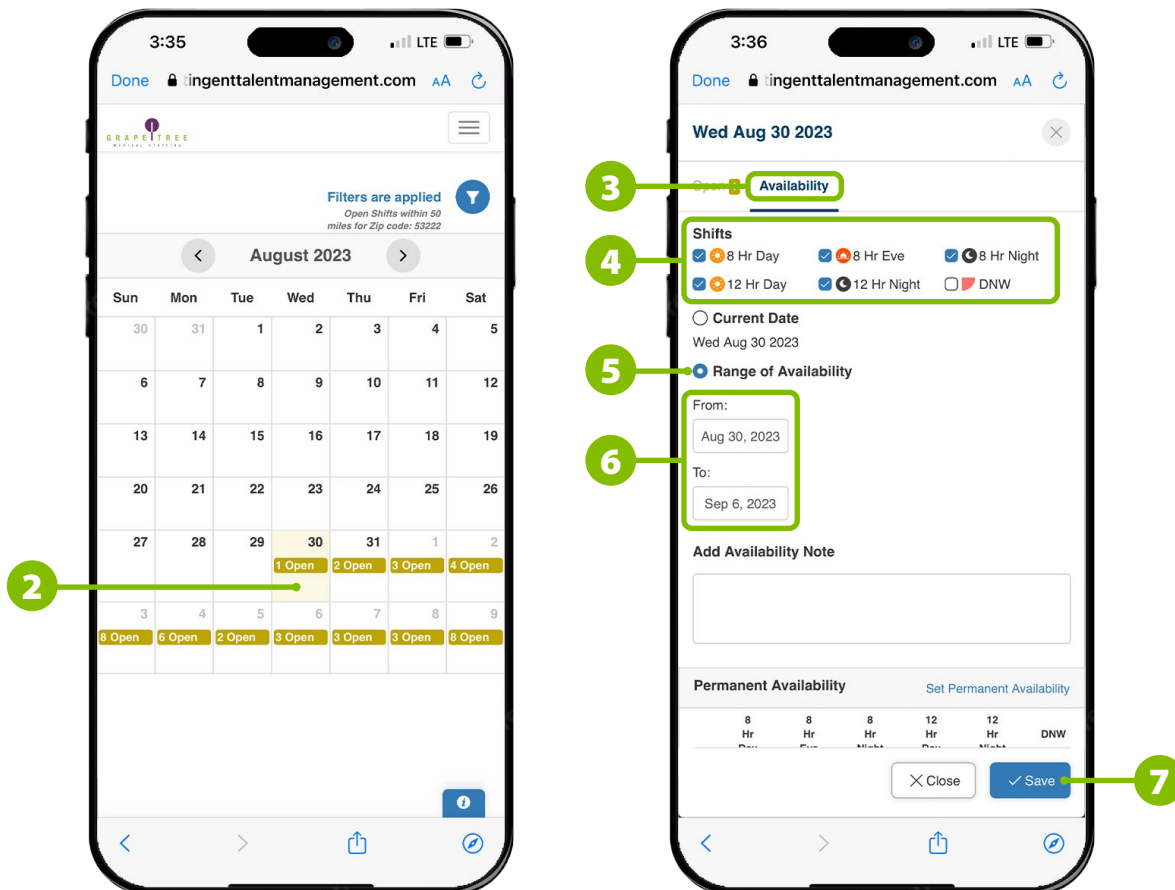 3:35
LTE
Done
tingenttalentmanagement.com
AA
GRAPE TREE
MEDICAL STAFFING
Filters are applied
Open Shifts within 50
miles for Zip code: 53222
August 2023
Sun Mon Tue Wed Thu Fri Sat
30 31 1 2 3 4 5
6 7 8 9 10 11 12
13 14 15 16 17 18 19
20 21 22 23 24 25 26
27 28 29 30 31 1 2
1 Open 2 Open 3 Open 4 Open
2
3 4 5 6 7 8 9
8 Open 6 Open 2 Open 3 Open 3 Open 3 Open 8 Open
i
3:36
LTE
Done
tingenttalentmanagement.com
AA
Wed Aug 30 2023
3
Open
Availability
4
Shifts
8 Hr Day 8 Hr Eve 8 Hr Night
12 Hr Day 12 Hr Night DNW
Current Date
Wed Aug 30 2023
5
Range of Availability
6
From:
Aug 30, 2023
To:
Sep 6, 2023
Add Availability Note
Permanent Availability
Set Permanent Availability
8 8 8 12 12
Hr Hr Hr Hr Hr DNW
Day Eve Night Day Night
Close
Save
7